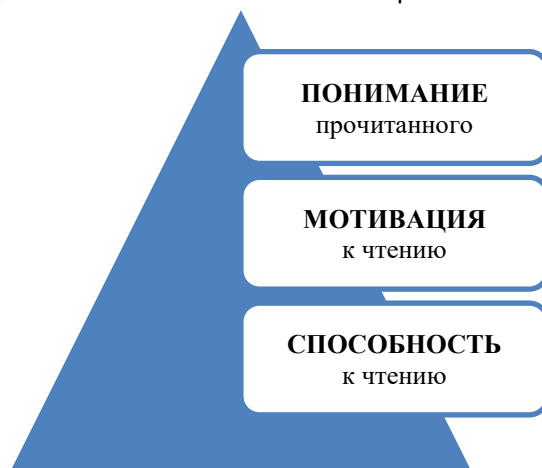 ПОНИМАНИЕ
прочитанного
МОТИВАЦИЯ
к чтению
СПОСОБНОСТЬ
к чтению